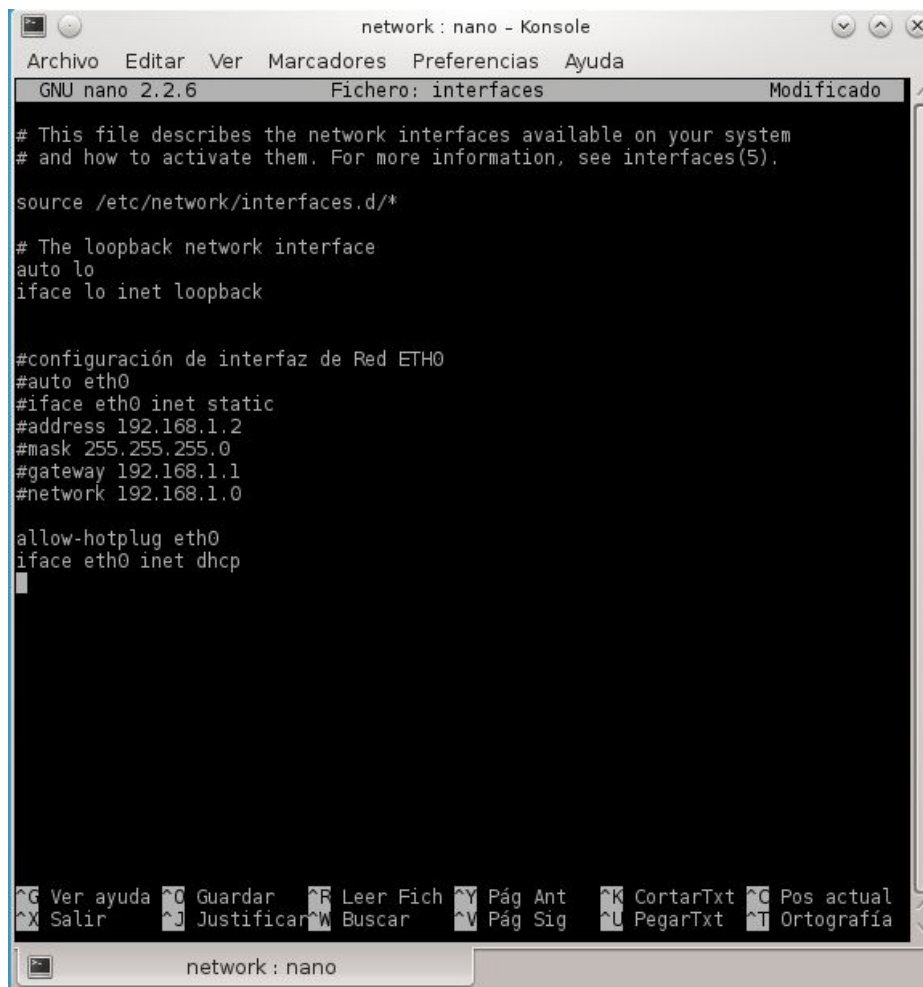 network : nano – Konsole
Archivo Editar Ver Marcadores Preferencias Ayuda
GNU nano 2.2.6 Fichero: interfaces Modificado
# This file describes the network interfaces available on your system
# and how to activate them. For more information, see interfaces(5).
source /etc/network/interfaces.d/*
# The loopback network interface
auto lo
iface lo inet loopback
#configuración de interfaz de Red ETH0
#auto eth0
#iface eth0 inet static
#address 192.168.1.2
#mask 255.255.255.0
#gateway 192.168.1.1
#network 192.168.1.0
allow-hotplug eth0
iface eth0 inet dhcp
^G Ver ayuda ^O Guardar ^R Leer Fich ^Y Pág Ant ^K CortarTxt ^C Pos actual
^X Salir ^J Justificar ^W Buscar ^V Pág Sig ^U PegarTxt ^T Ortografía
network : nano